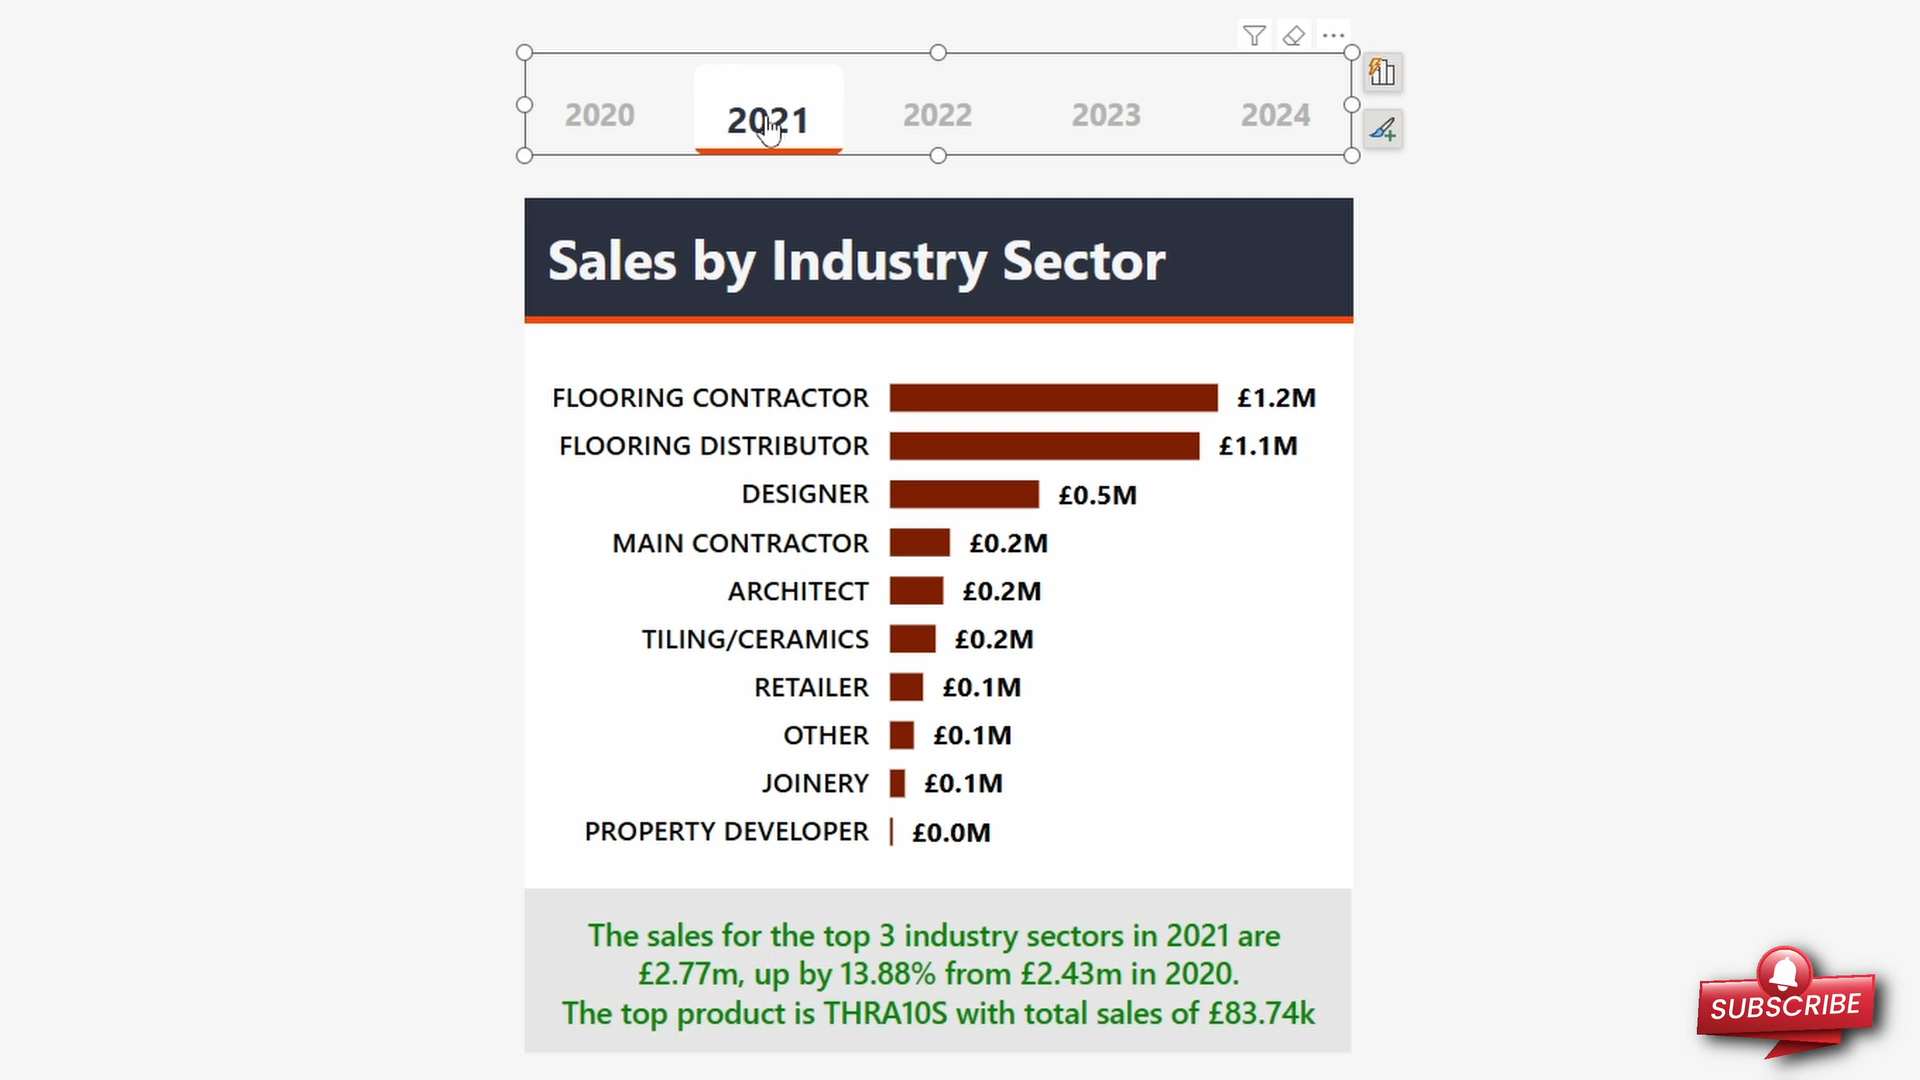 2020 2021 2022 2023 2024
Sales by Industry Sector
FLOORING CONTRACTOR £1.2M
FLOORING DISTRIBUTOR £1.1M
DESIGNER £0.5M
MAIN CONTRACTOR £0.2M
ARCHITECT £0.2M
TILING/CERAMICS £0.2M
RETAILER £0.1M
OTHER £0.1M
JOINERY £0.1M
PROPERTY DEVELOPER £0.0M
The sales for the top 3 industry sectors in 2021 are
£2.77m, up by 13.88% from £2.43m in 2020.
The top product is THRA10S with total sales of £83.74k
SUBSCRIBE